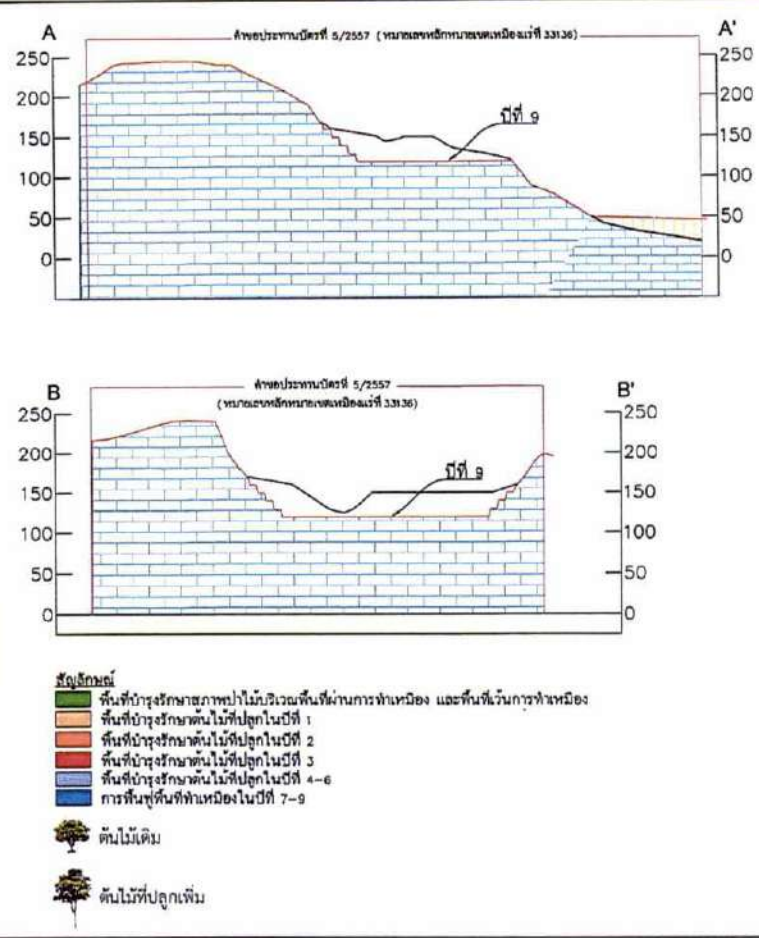 A
A'
คำขอประทานบัตรที่ 5/2557 (หมายเลขหลักหมายเขตเหมืองแร่ที่ 33136)
250
200
150
100
50
0
250
200
150
100
50
0
ปีที่ 9
B
B'
คำขอประทานบัตรที่ 5/2557
(หมายเลขหลักหมายเขตเหมืองแร่ที่ 33136)
250
200
150
100
50
0
250
200
150
100
50
0
ปีที่ 9
สัญลักษณ์
พื้นที่บำรุงรักษาสภาพป่าไม้บริเวณพื้นที่ผ่านการทำเหมือง และพื้นที่เว้นการทำเหมือง
พื้นที่บำรุงรักษาต้นไม้ที่ปลูกในปีที่ 1
พื้นที่บำรุงรักษาต้นไม้ที่ปลูกในปีที่ 2
พื้นที่บำรุงรักษาต้นไม้ที่ปลูกในปีที่ 3
พื้นที่บำรุงรักษาต้นไม้ที่ปลูกในปีที่ 4-6
การฟื้นฟูพื้นที่ทำเหมืองในปีที่ 7-9
ต้นไม้เดิม
ต้นไม้ที่ปลูกเพิ่ม